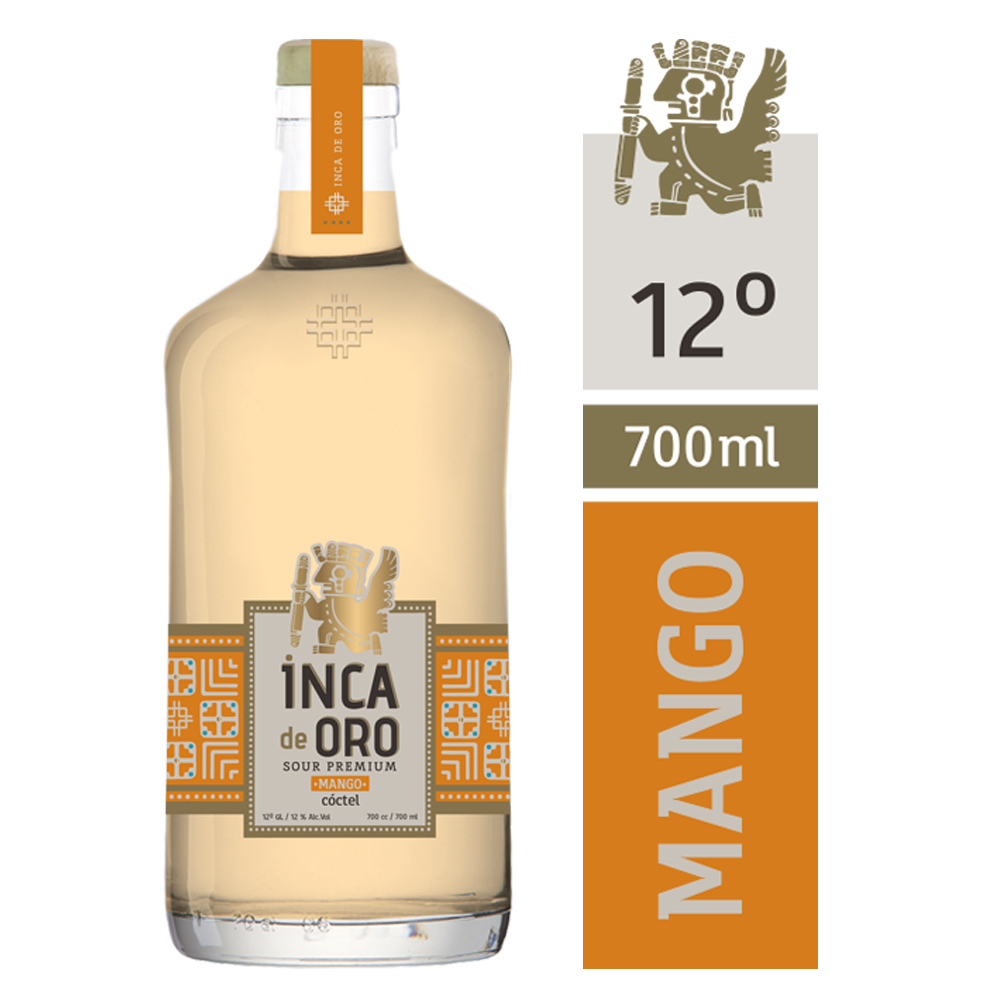 INCA DE ORO
iNCA
de ORO
SOUR PREMIUM
•MANGO•
cóctel
12º GL / 12 % Alc.Vol 700 cc / 700 ml
12º
700ml
MANGO